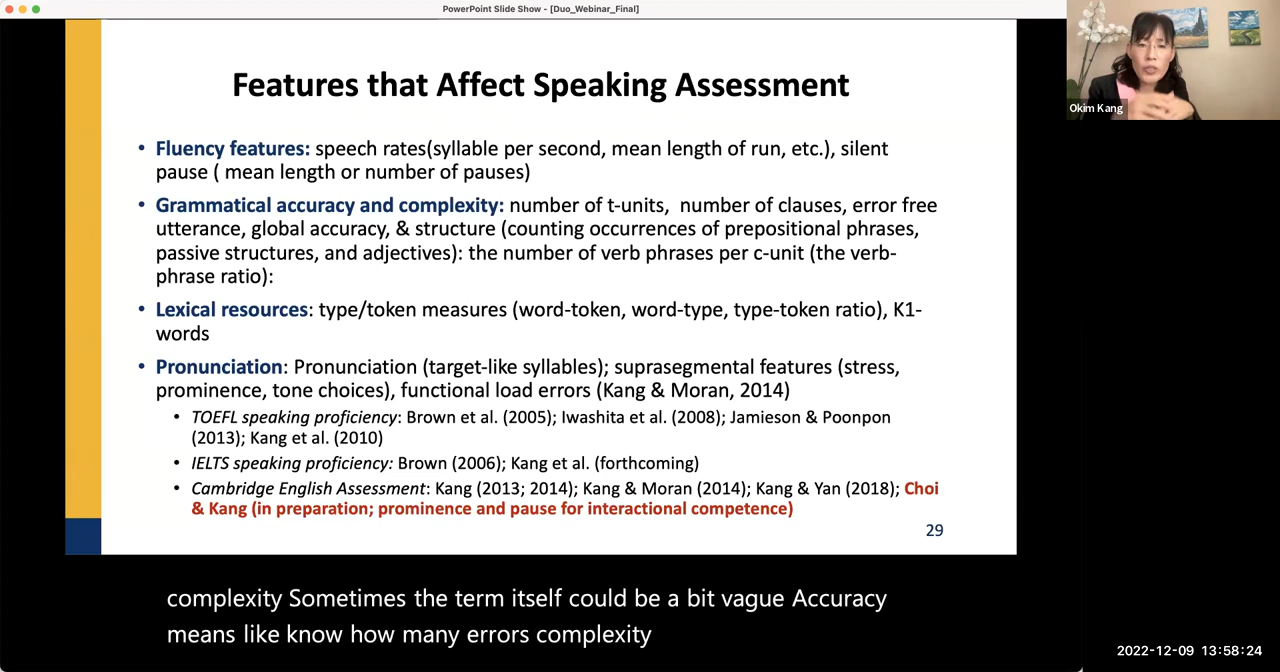 PowerPoint Slide Show - [Duo_Webinar_Final]
Okim Kang
Features that Affect Speaking Assessment
• Fluency features: speech rates(syllable per second, mean length of run, etc.), silent
pause ( mean length or number of pauses)
• Grammatical accuracy and complexity: number of t-units, number of clauses, error free
utterance, global accuracy, & structure (counting occurrences of prepositional phrases,
passive structures, and adjectives): the number of verb phrases per c-unit (the verb-
phrase ratio):
• Lexical resources: type/token measures (word-token, word-type, type-token ratio), K1-
words
• Pronunciation: Pronunciation (target-like syllables); suprasegmental features (stress,
prominence, tone choices), functional load errors (Kang & Moran, 2014)
• TOEFL speaking proficiency: Brown et al. (2005); Iwashita et al. (2008); Jamieson & Poonpon
(2013); Kang et al. (2010)
• IELTS speaking proficiency: Brown (2006); Kang et al. (forthcoming)
• Cambridge English Assessment: Kang (2013; 2014); Kang & Moran (2014); Kang & Yan (2018); Choi
& Kang (in preparation; prominence and pause for interactional competence)
29
complexity Sometimes the term itself could be a bit vague Accuracy
means like know how many errors complexity
2022-12-09 13:58:24